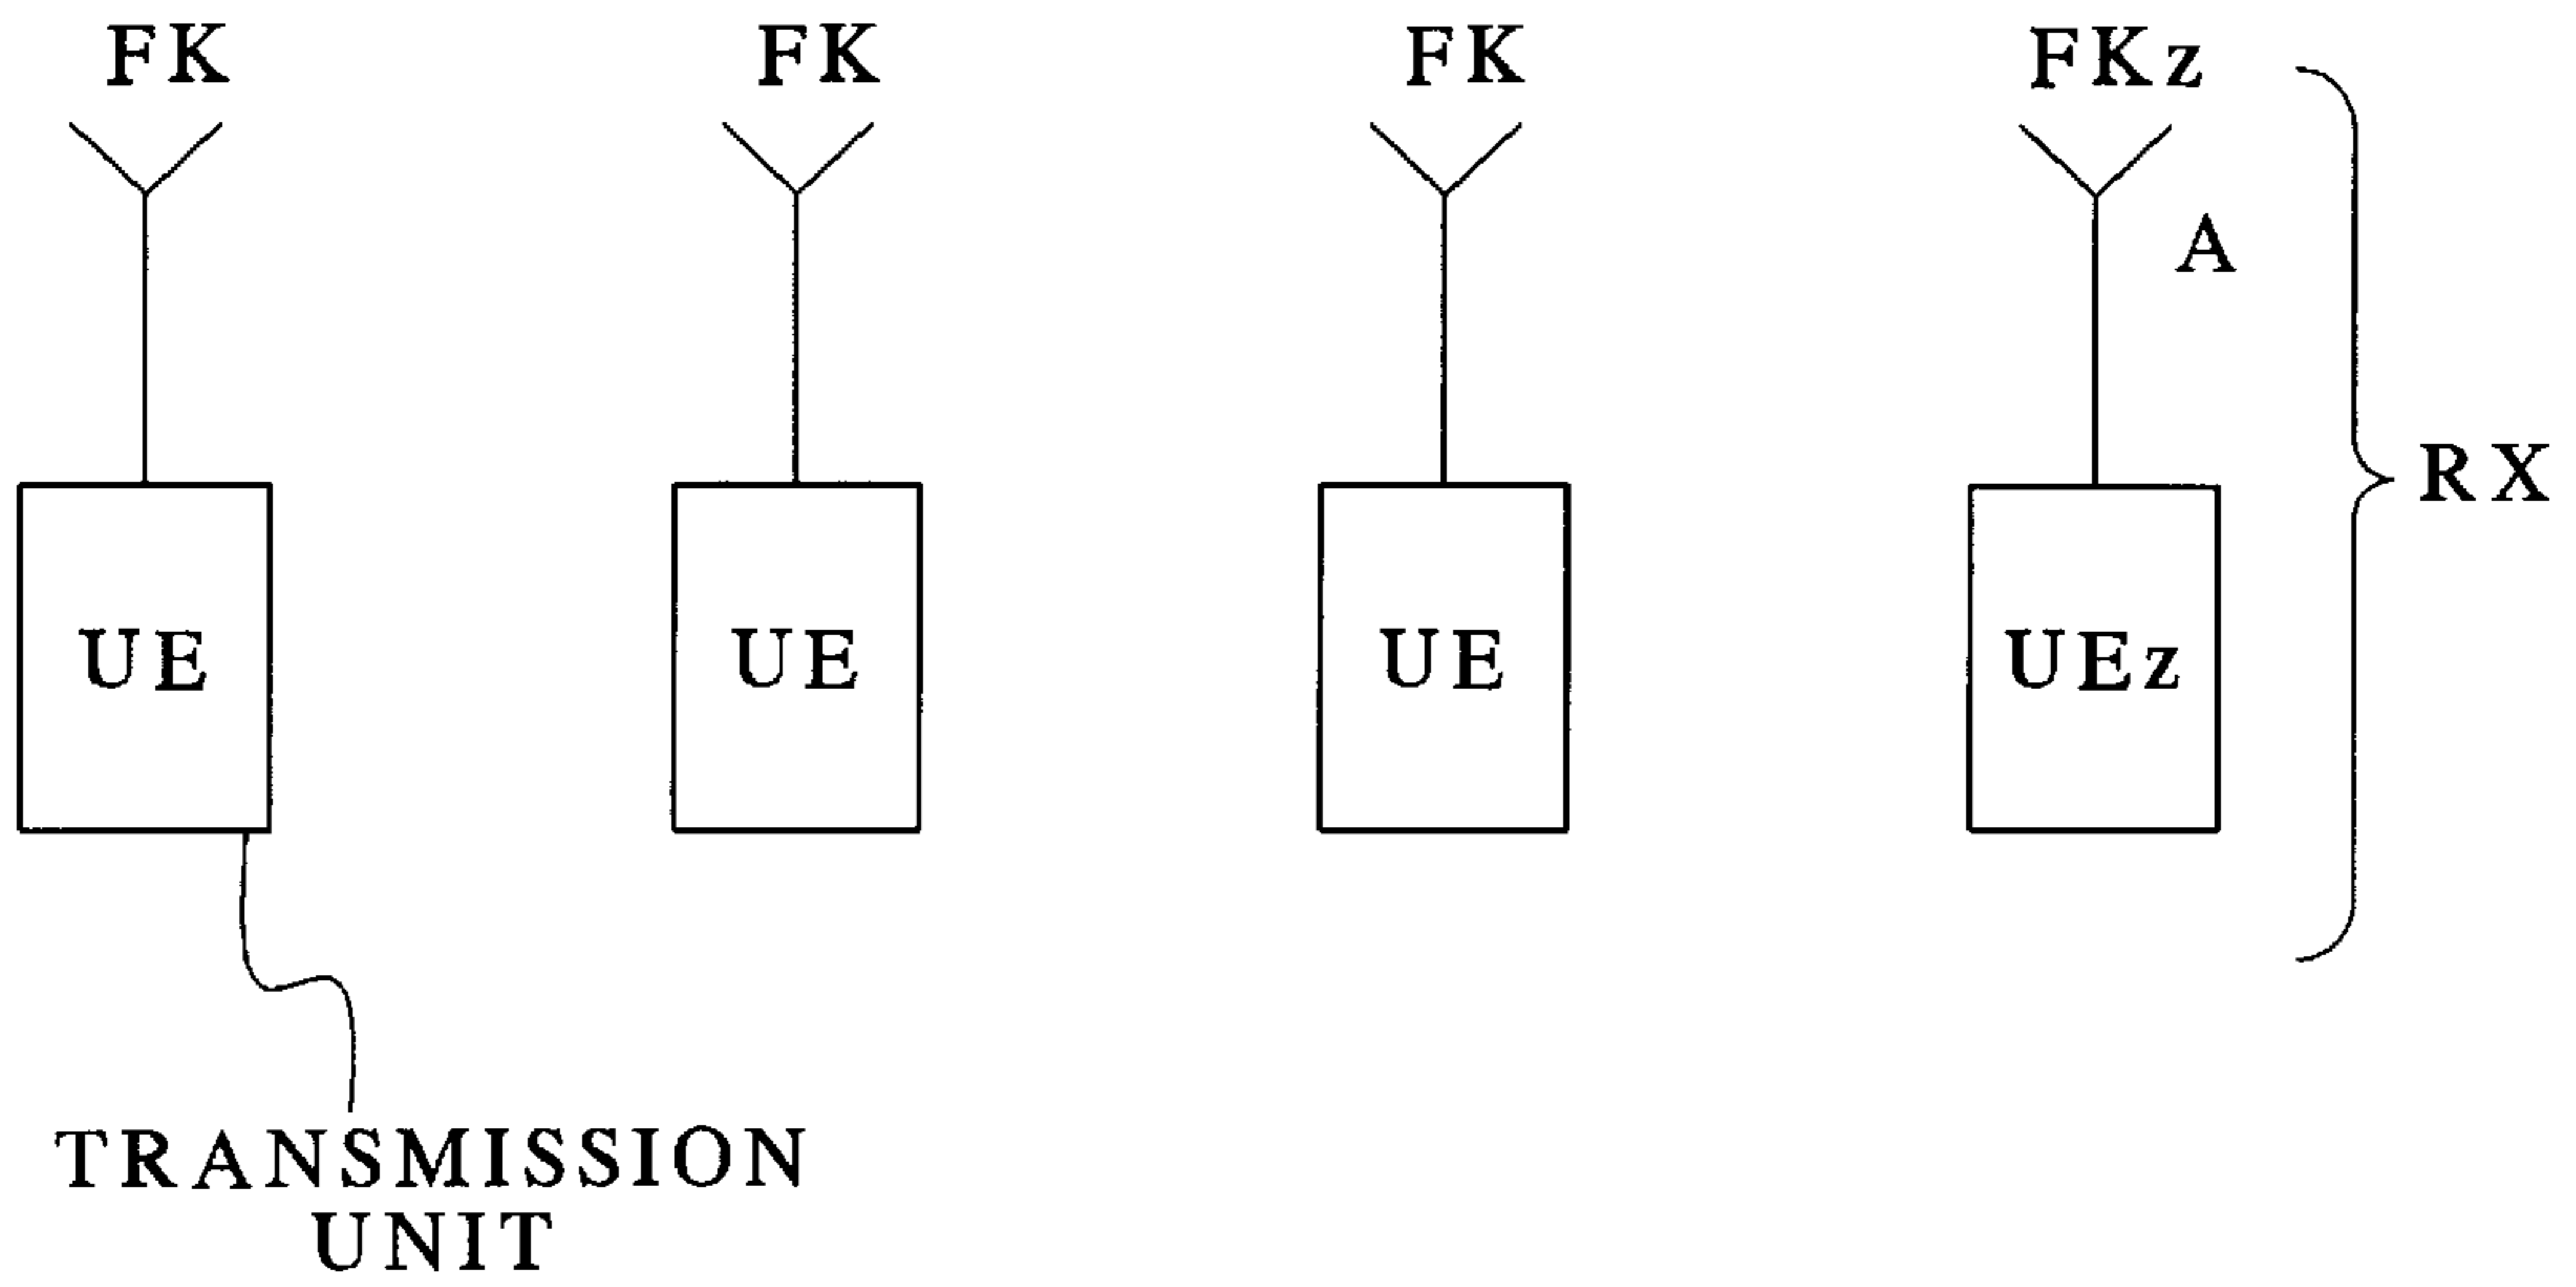 FK FK FK FKz
A
RX
UE UE UE UEz
TRANSMISSION
UNIT